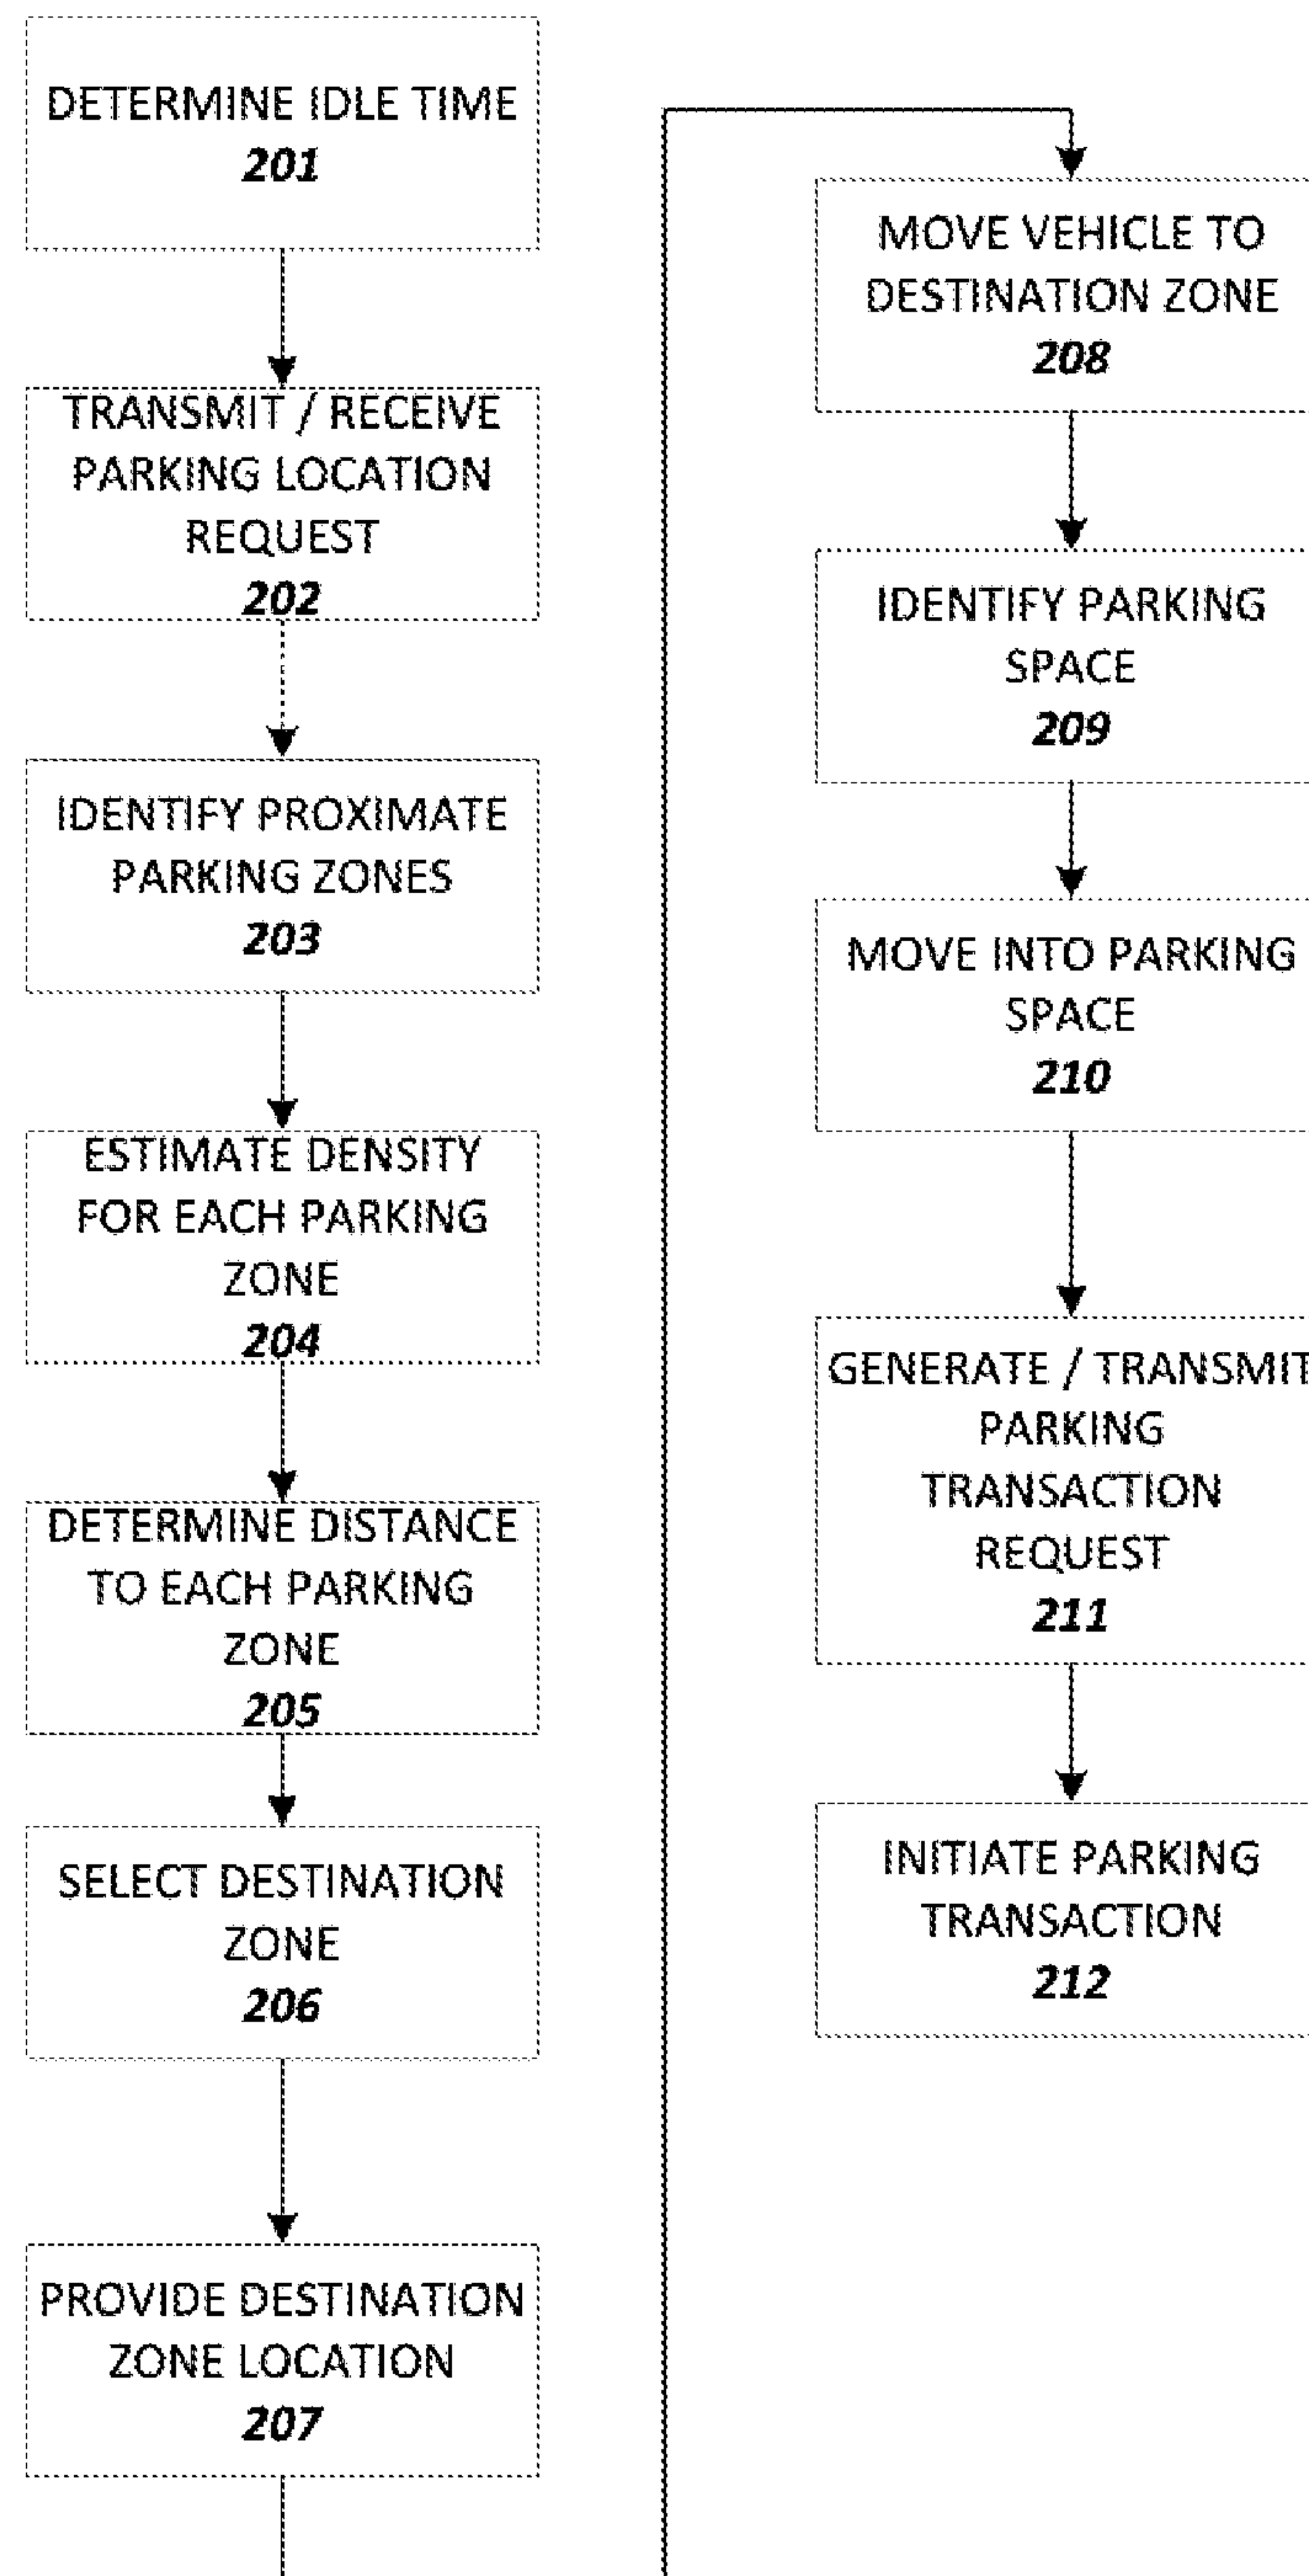 DETERMINE IDLE TIME
201
TRANSMIT / RECEIVE
PARKING LOCATION
REQUEST
202
IDENTIFY PROXIMATE
PARKING ZONES
203
ESTIMATE DENSITY
FOR EACH PARKING
ZONE
204
DETERMINE DISTANCE
TO EACH PARKING
ZONE
205
SELECT DESTINATION
ZONE
206
PROVIDE DESTINATION
ZONE LOCATION
207
MOVE VEHICLE TO
DESTINATION ZONE
208
IDENTIFY PARKING
SPACE
209
MOVE INTO PARKING
SPACE
210
GENERATE / TRANSMIT
PARKING
TRANSACTION
REQUEST
211
INITIATE PARKING
TRANSACTION
212